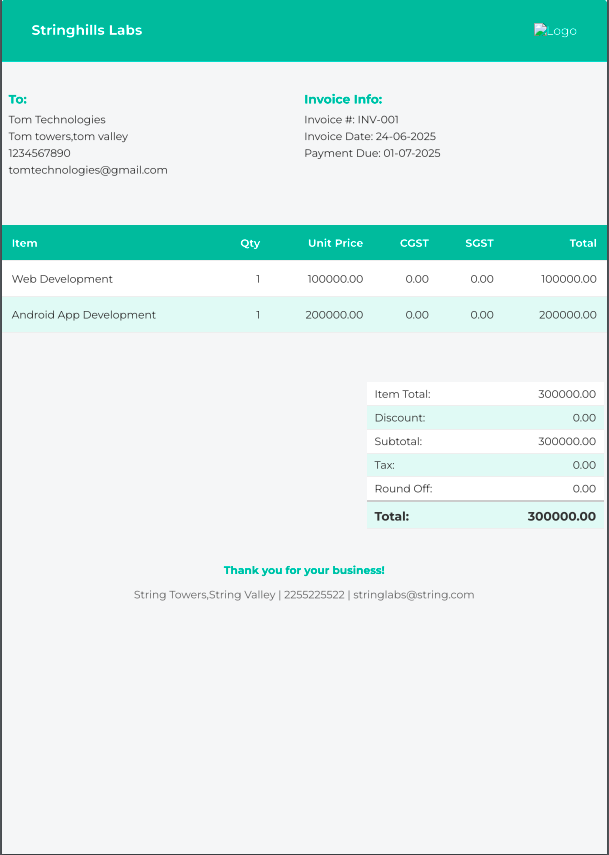 Stringhills Labs
Logo
To:
Tom Technologies
Tom towers,tom valley
1234567890
tomtechnologies@gmail.com
Invoice Info:
Invoice #: INV-001
Invoice Date: 24-06-2025
Payment Due: 01-07-2025
Item Qty Unit Price CGST SGST Total
Web Development 1 100000.00 0.00 0.00 100000.00
Android App Development 1 200000.00 0.00 0.00 200000.00
Item Total: 300000.00
Discount: 0.00
Subtotal: 300000.00
Tax: 0.00
Round Off: 0.00
Total: 300000.00
Thank you for your business!
String Towers,String Valley | 2255225522 | stringlabs@string.com